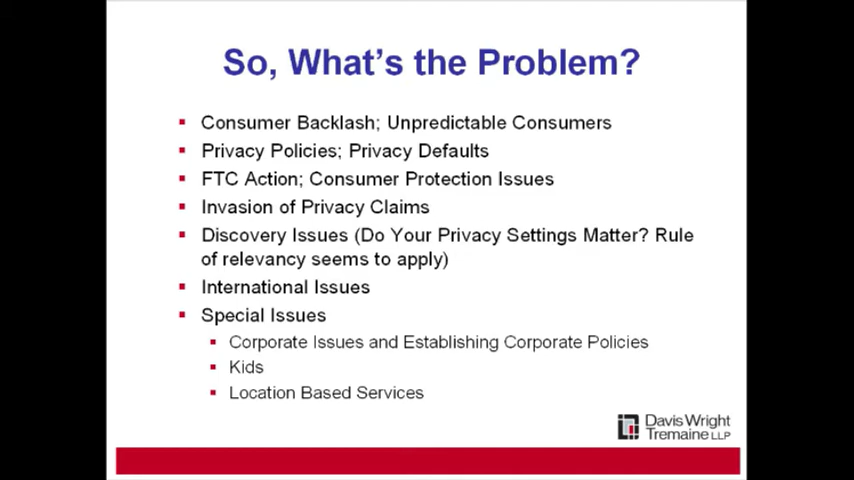 So, What's the Problem?
Consumer Backlash; Unpredictable Consumers
Privacy Policies; Privacy Defaults
FTC Action; Consumer Protection Issues
Invasion of Privacy Claims
Discovery Issues (Do Your Privacy Settings Matter? Rule
of relevancy seems to apply)
International Issues
Special Issues
Corporate Issues and Establishing Corporate Policies
Kids
Location Based Services
Davis Wright
Tremaine LLP